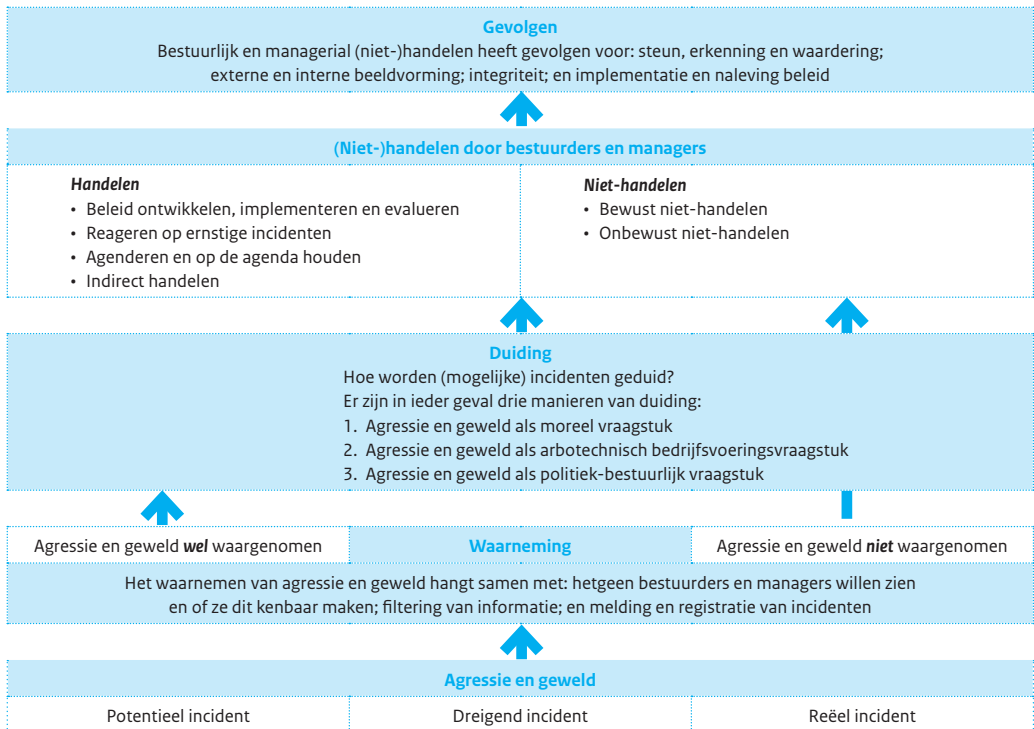 Gevolgen
Bestuurlijk en managerial (niet-)handelen heeft gevolgen voor: steun, erkenning en waardering;
externe en interne beeldvorming; integriteit; en implementatie en naleving beleid
(Niet-)handelen door bestuurders en managers
Handelen
• Beleid ontwikkelen, implementeren en evalueren
• Reageren op ernstige incidenten
• Agenderen en op de agenda houden
• Indirect handelen
Niet-handelen
• Bewust niet-handelen
• Onbewust niet-handelen
Duiding
Hoe worden (mogelijke) incidenten geduid?
Er zijn in ieder geval drie manieren van duiding:
1. Agressie en geweld als moreel vraagstuk
2. Agressie en geweld als arbotechnisch bedrijfsvoeringsvraagstuk
3. Agressie en geweld als politiek-bestuurlijk vraagstuk
Agressie en geweld wel waargenomen
Waarneming
Agressie en geweld niet waargenomen
Het waarnemen van agressie en geweld hangt samen met: hetgeen bestuurders en managers willen zien
en of ze dit kenbaar maken; filtering van informatie; en melding en registratie van incidenten
Agressie en geweld
Potentieel incident
Dreigend incident
Reëel incident